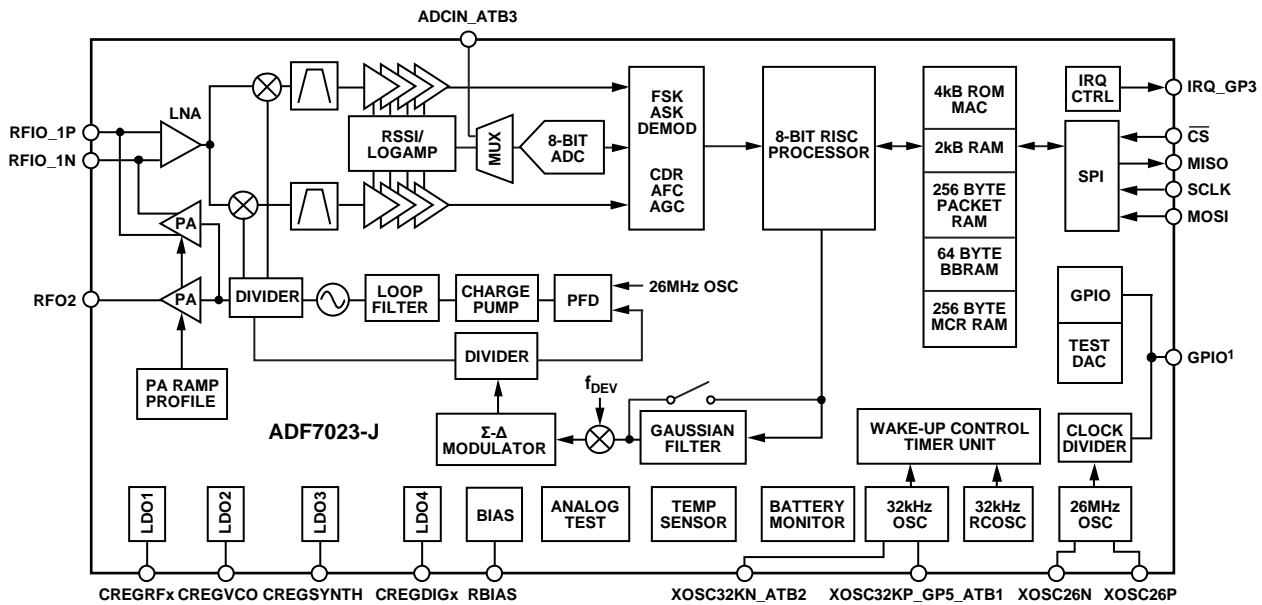 ADCIN_ATB3
RFIO_1P
RFIO_1N
LNA
RSSI/
LOGAMP
MUX
8-BIT
ADC
FSK
ASK
DEMOD
CDR
AFC
AGC
8-BIT RISC
PROCESSOR
4kB ROM
MAC
2kB RAM
256 BYTE
PACKET
RAM
64 BYTE
BBRAM
256 BYTE
MCR RAM
IRQ
CTRL
IRQ_GP3
SPI
CS
MISO
SCLK
MOSI
PA
RFO2
PA
DIVIDER
LOOP
FILTER
CHARGE
PUMP
PFD
26MHz OSC
DIVIDER
GPIO
TEST
DAC
GPIO¹
PA RAMP
PROFILE
ADF7023-J
Σ-Δ
MODULATOR
fDEV
GAUSSIAN
FILTER
WAKE-UP CONTROL
TIMER UNIT
CLOCK
DIVIDER
LDO1
LDO2
LDO3
LDO4
BIAS
ANALOG
TEST
TEMP
SENSOR
BATTERY
MONITOR
32kHz
OSC
32kHz
RCOSC
26MHz
OSC
CREGRFx
CREGVCO
CREGSYNTH
CREGDIGx
RBIAS
XOSC32KN_ATB2
XOSC32KP_GP5_ATB1
XOSC26N
XOSC26P